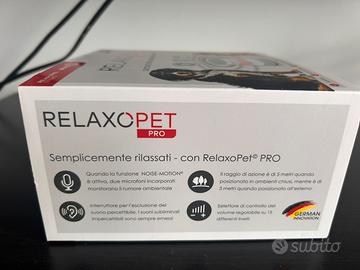 RELAXOPET
PRO
Semplicemente rilassati - con RelaxoPet® PRO
Quando la funzione NOISE-MOTION®
è attiva, due microfoni incorporati
monitorano il rumore ambientale
Il raggio di azione è di 5 metri quando
posizionato in ambienti chiusi, mentre è di
3 metri quando posizionato all'esterno
Interruttore per l'esclusione del
suono percettibile, i suoni subliminali
impercettibili sono sempre emessi
Selettore di controllo del
volume regolabile su 15
differenti livelli
GERMAN
INNOVATION
subito